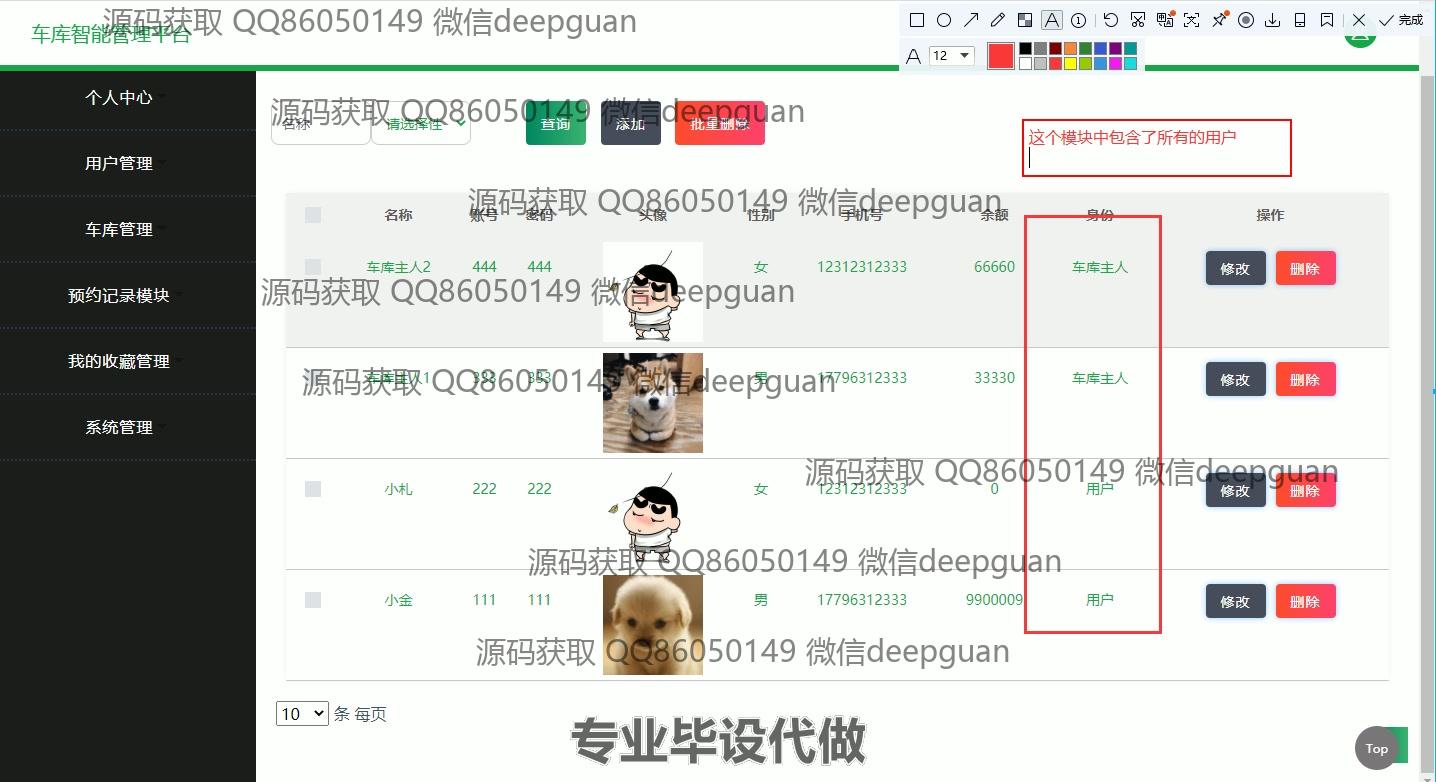 源码获取 QQ86050149 微信deepguan
车库智能管理平台
12
完成
个人中心
用户管理
车库管理
预约记录模块
我的收藏管理
系统管理
源码获取 QQ86050149 微信deepguan
名称 请选择性 查询 添加 批量删除
这个模块中包含了所有的用户
源码获取 QQ86050149 微信deepguan
名称 账号 密码 头像 性别 手机号 余额 身份 操作
车库主人2 444 444 女 12312312333 66660 车库主人 修改 删除
源码获取 QQ86050149 微信deepguan
车库主人1 333 333 男 17796312333 33330 车库主人 修改 删除
源码获取 QQ86050149 微信deepguan
源码获取 QQ86050149 微信deepguan
小札 222 222 女 12312312333 0 用户 修改 删除
源码获取 QQ86050149 微信deepguan
小金 111 111 男 17796312333 9900009 用户 修改 删除
源码获取 QQ86050149 微信deepguan
10 条 每页
专业毕设代做
Top